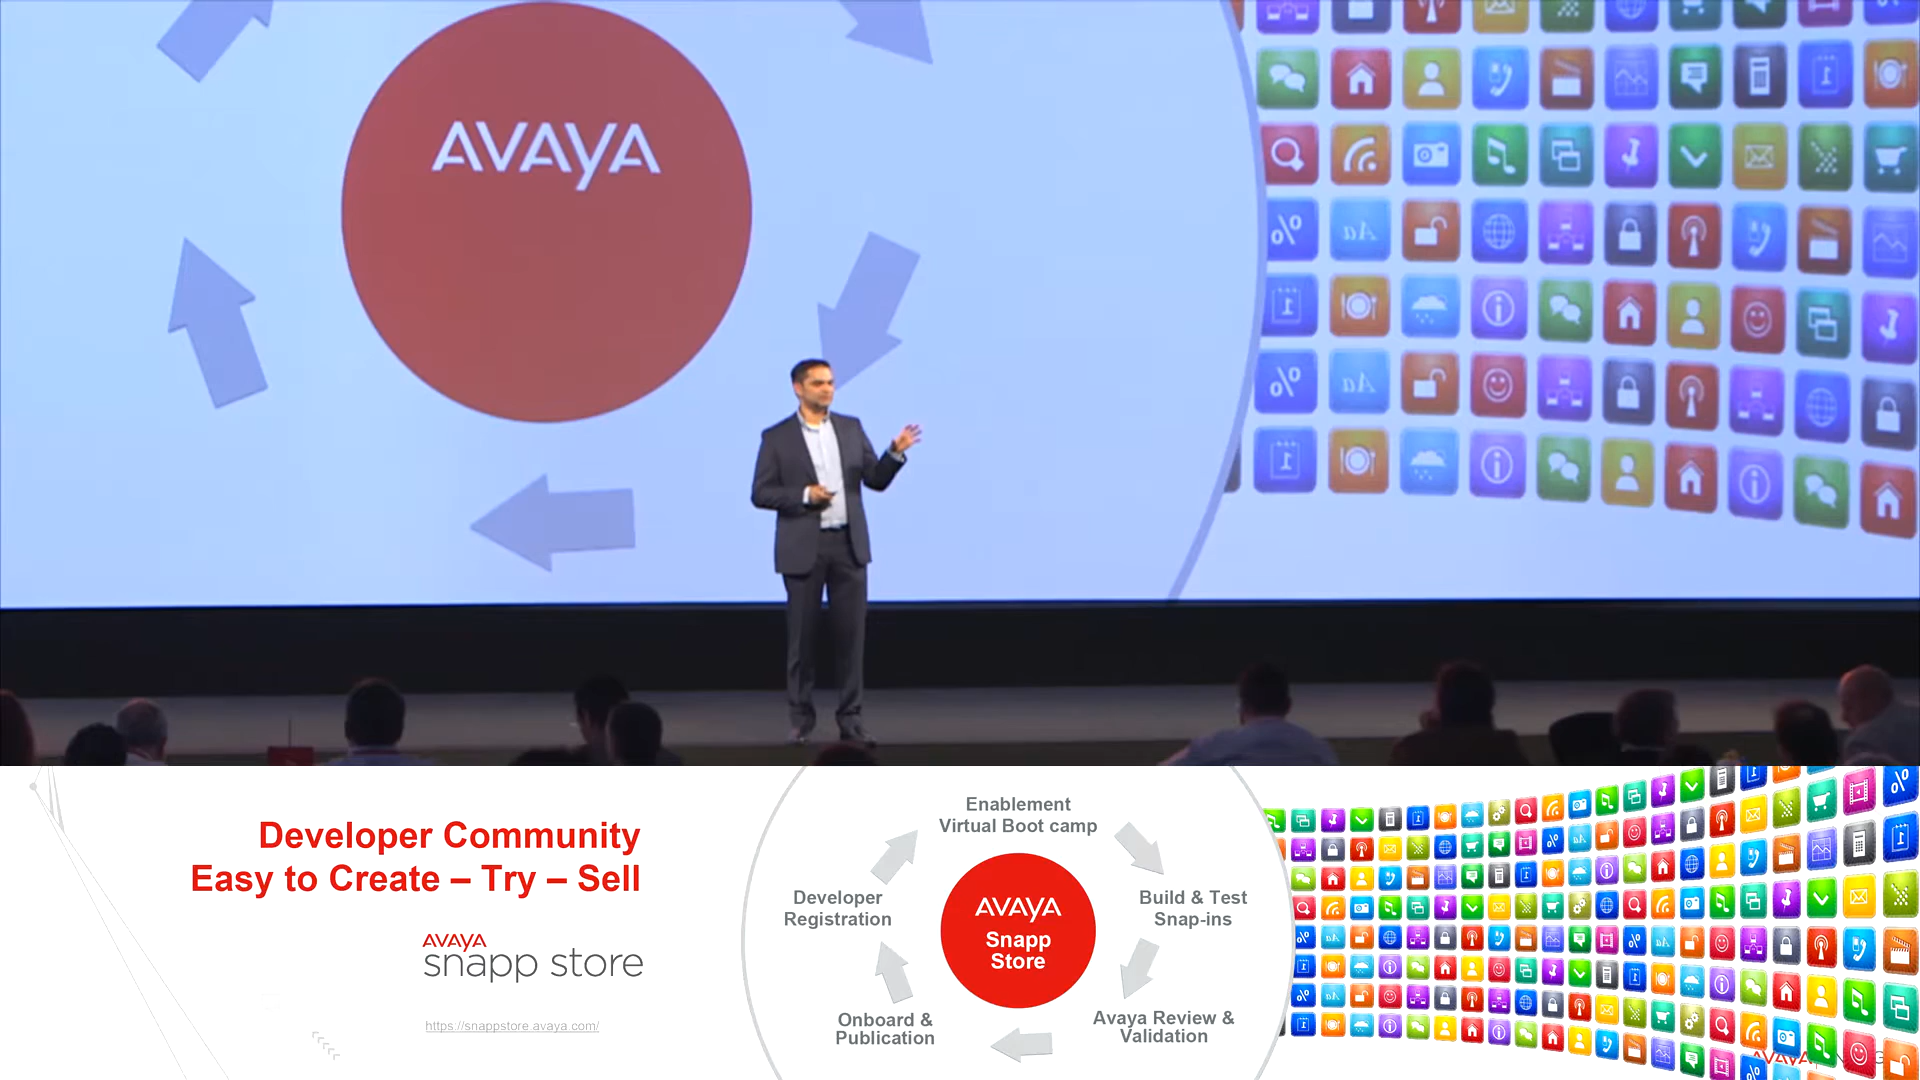 AVAYA
Developer Community
Easy to Create – Try – Sell
AVAYA
snapp store
https://snappstore.avaya.com/
Enablement
Virtual Boot camp
Developer
Registration
AVAYA
Snapp
Store
Build & Test
Snap-ins
Onboard &
Publication
Avaya Review &
Validation
AVAYA